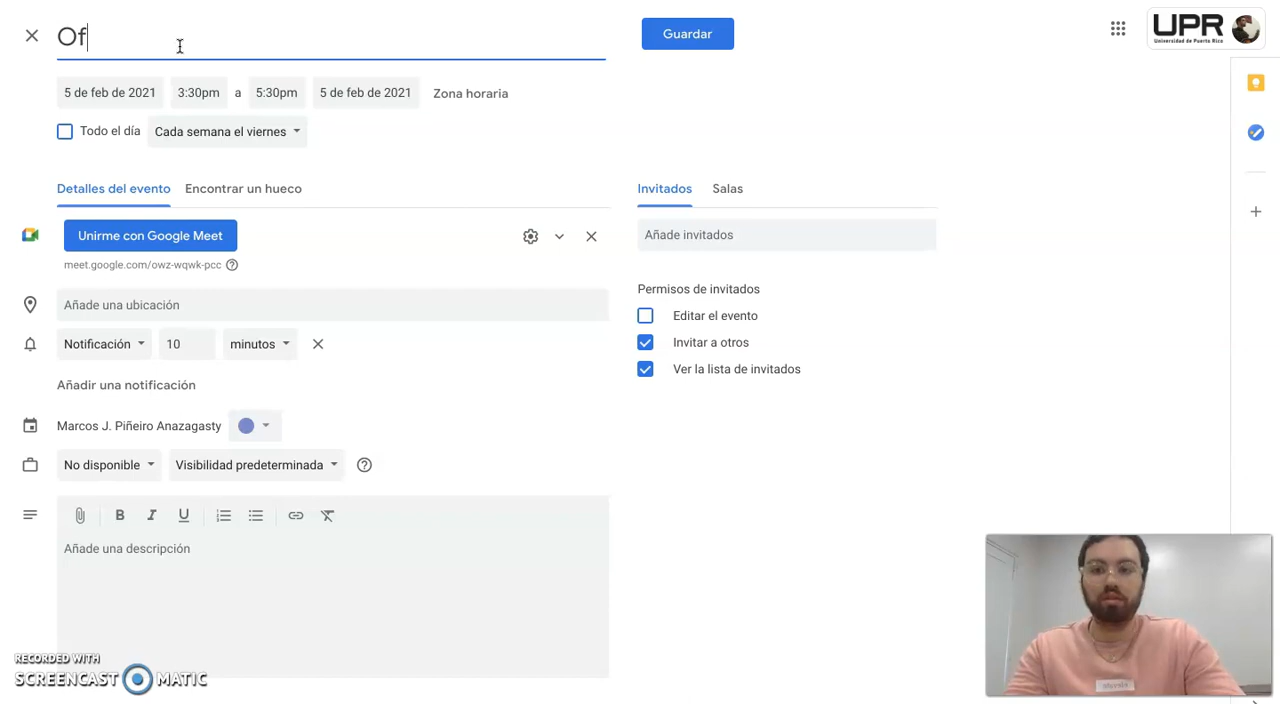 Of
Guardar
UPR
Universidad de Puerto Rico
5 de feb de 2021 3:30pm a 5:30pm 5 de feb de 2021 Zona horaria
Todo el día Cada semana el viernes
Detalles del evento Encontrar un hueco
Invitados Salas
Unirme con Google Meet
meet.google.com/owz-wqwk-pcc
Añade invitados
Añade una ubicación
Permisos de invitados
Editar el evento
Invitar a otros
Ver la lista de invitados
Notificación 10 minutos
Añadir una notificación
Marcos J. Piñeiro Anazagasty
No disponible Visibilidad predeterminada
B I U
Añade una descripción
RECORDED WITH
SCREENCAST MATIC